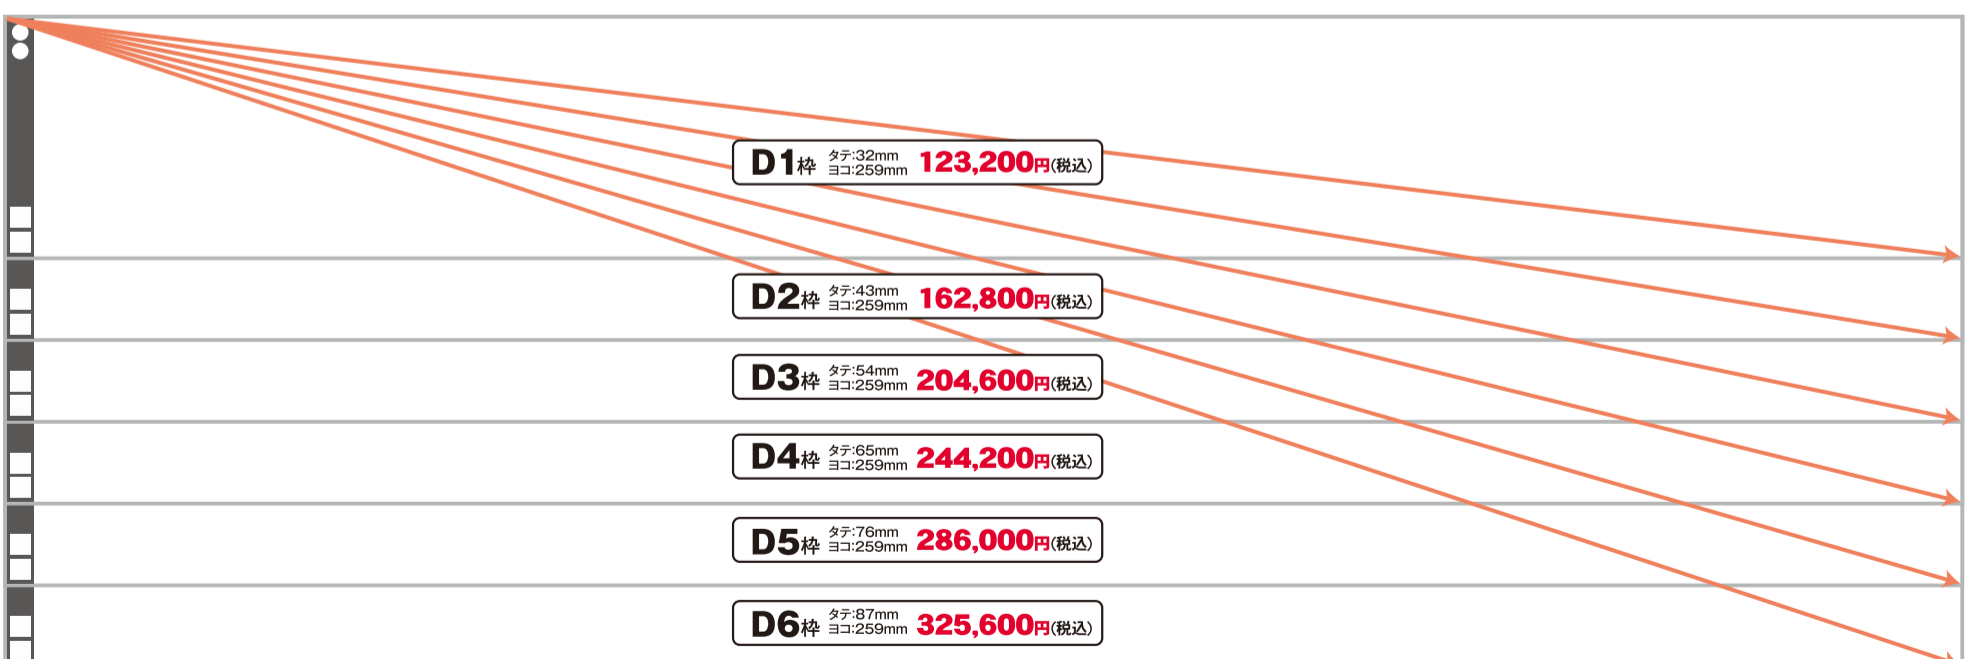 D1枠 タテ:32mm ヨコ:259mm 123,200円(税込)
D2枠 タテ:43mm ヨコ:259mm 162,800円(税込)
D3枠 タテ:54mm ヨコ:259mm 204,600円(税込)
D4枠 タテ:65mm ヨコ:259mm 244,200円(税込)
D5枠 タテ:76mm ヨコ:259mm 286,000円(税込)
D6枠 タテ:87mm ヨコ:259mm 325,600円(税込)